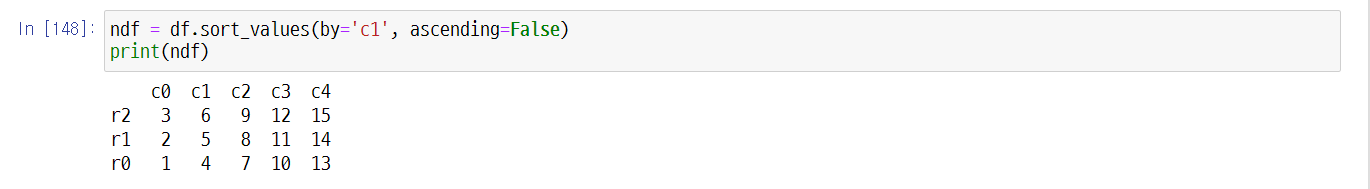 In [148]: ndf = df.sort_values(by='c1', ascending=False)
print(ndf)
c0 c1 c2 c3 c4
r2 3 6 9 12 15
r1 2 5 8 11 14
r0 1 4 7 10 13